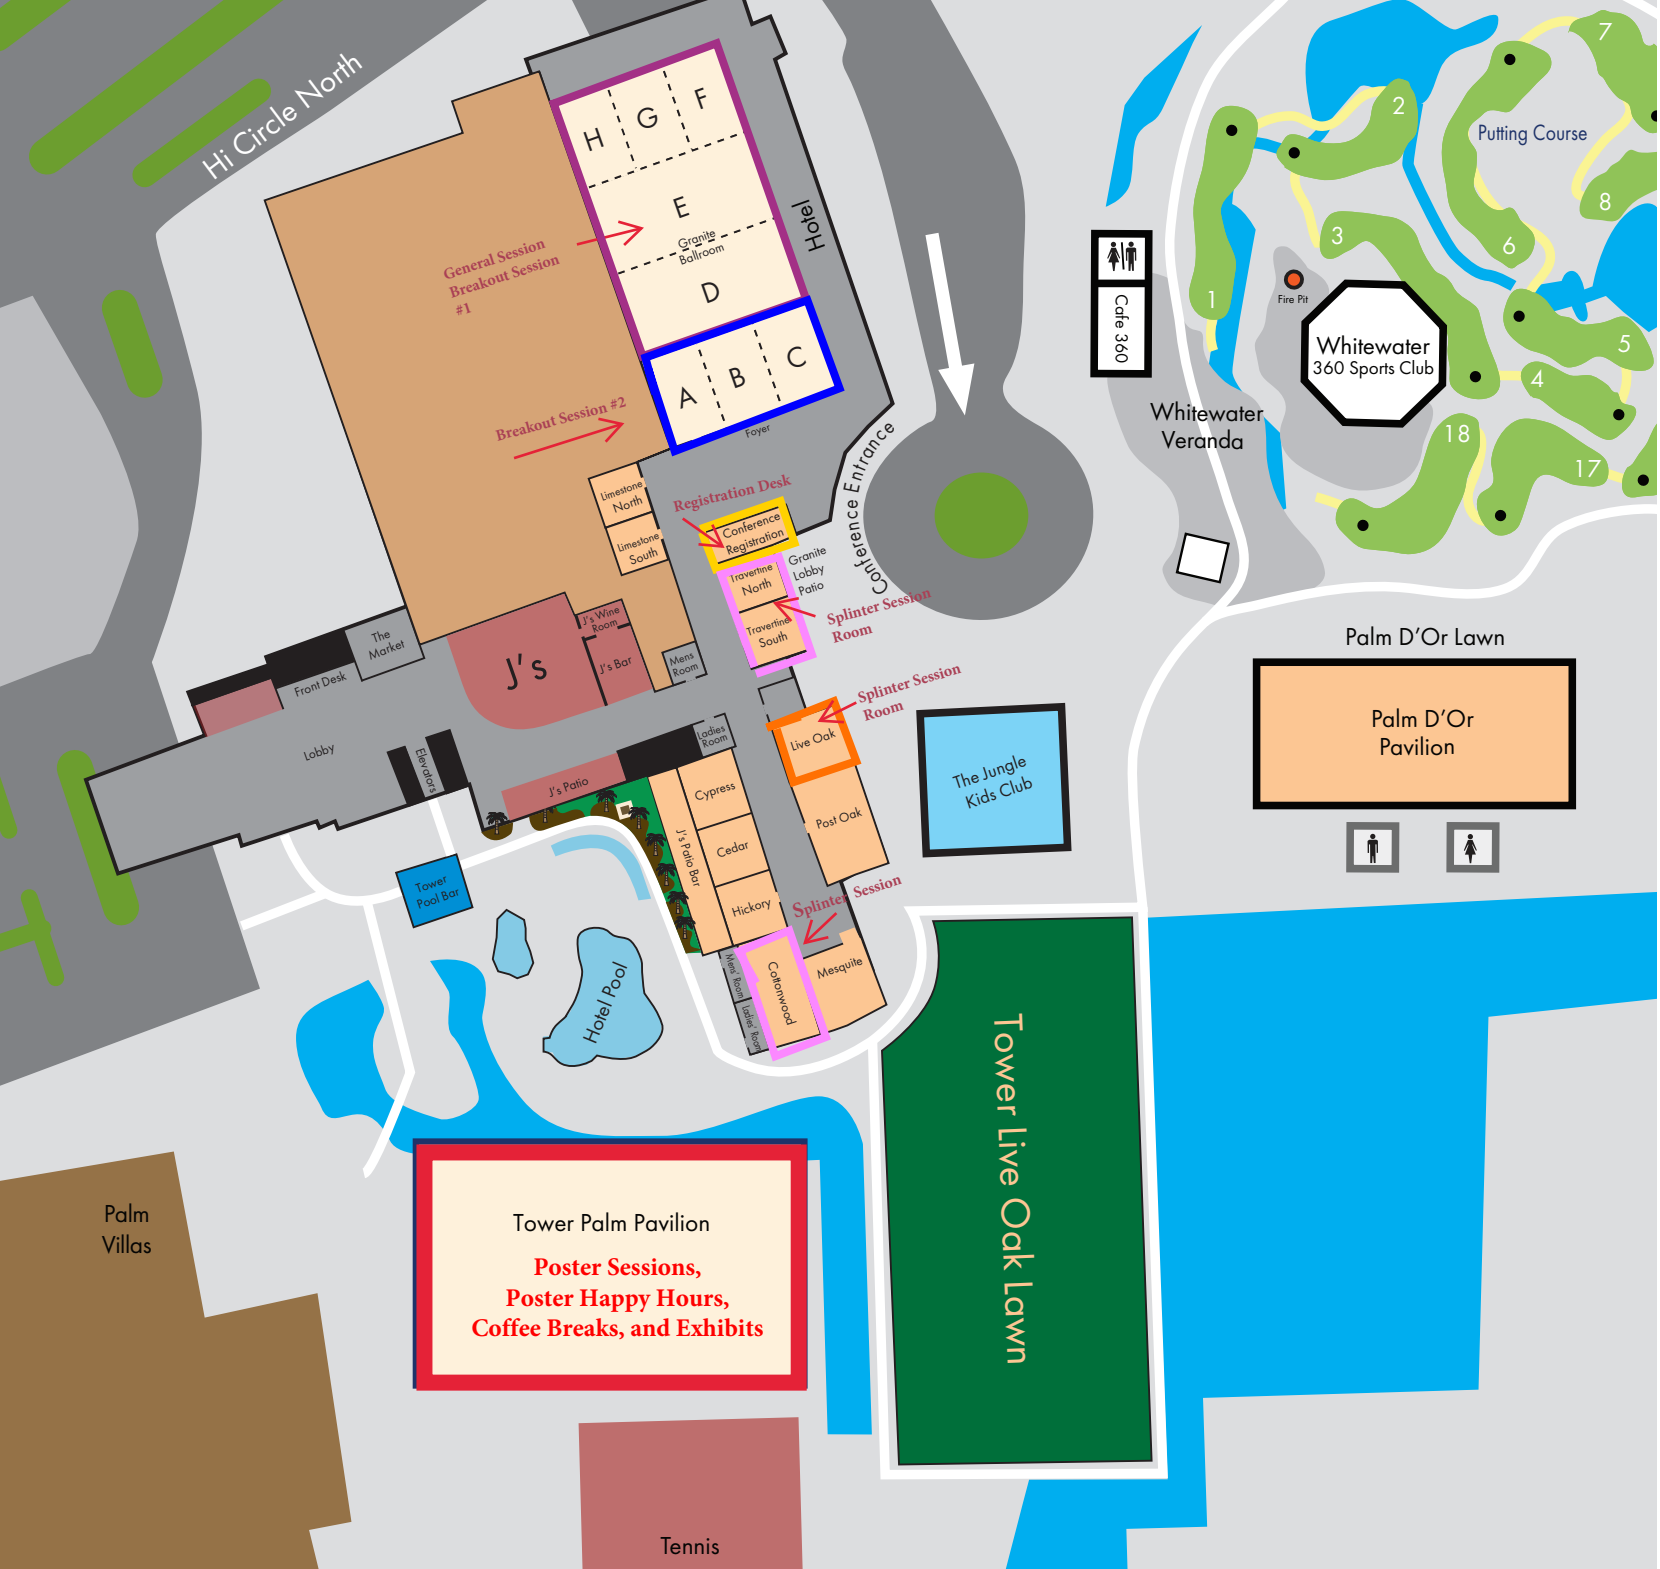 Hi Circle North
H
G
F
E
Granite
Ballroom
D
A
B
C
Foyer
Hotel
General Session
Breakout Session
#1
Breakout Session #2
Registration Desk
Conference
Registration
Limestone
North
Limestone
South
Travertine
North
Travertine
South
Granite
Lobby
Patio
Conference Entrance
Splinter Session
Room
Splinter Session
Room
Live Oak
Post Oak
Splinter Session
Mesquite
Cottonwood
Mens' Room
Ladies' Room
Hickory
Cedar
Cypress
J's Patio Bar
Ladies
Room
Mens
Room
J's
J's Wine
Room
J's Bar
J's Patio
The
Market
Front Desk
Lobby
Elevators
Tower
Pool Bar
Hotel Pool
The Jungle
Kids Club
Cafe 360
Whitewater
Veranda
Fire Pit
Whitewater
360 Sports Club
Putting Course
1
2
3
4
5
6
7
8
17
18
Palm D'Or Lawn
Palm D'Or
Pavilion
Tower Live Oak Lawn
Palm
Villas
Tower Palm Pavilion
Poster Sessions,
Poster Happy Hours,
Coffee Breaks, and Exhibits
Tennis